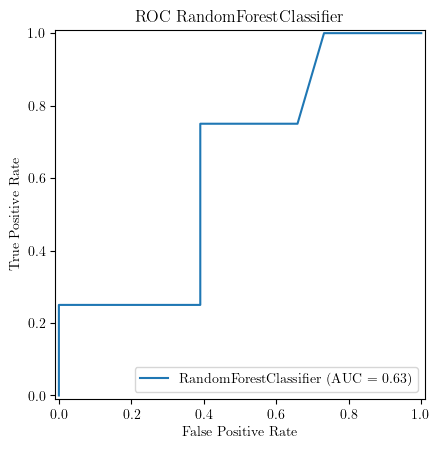 ROC RandomForestClassifier
1.0
0.8
0.6
0.4
0.2
0.0
True Positive Rate
RandomForestClassifier (AUC = 0.63)
0.0 0.2 0.4 0.6 0.8 1.0
False Positive Rate